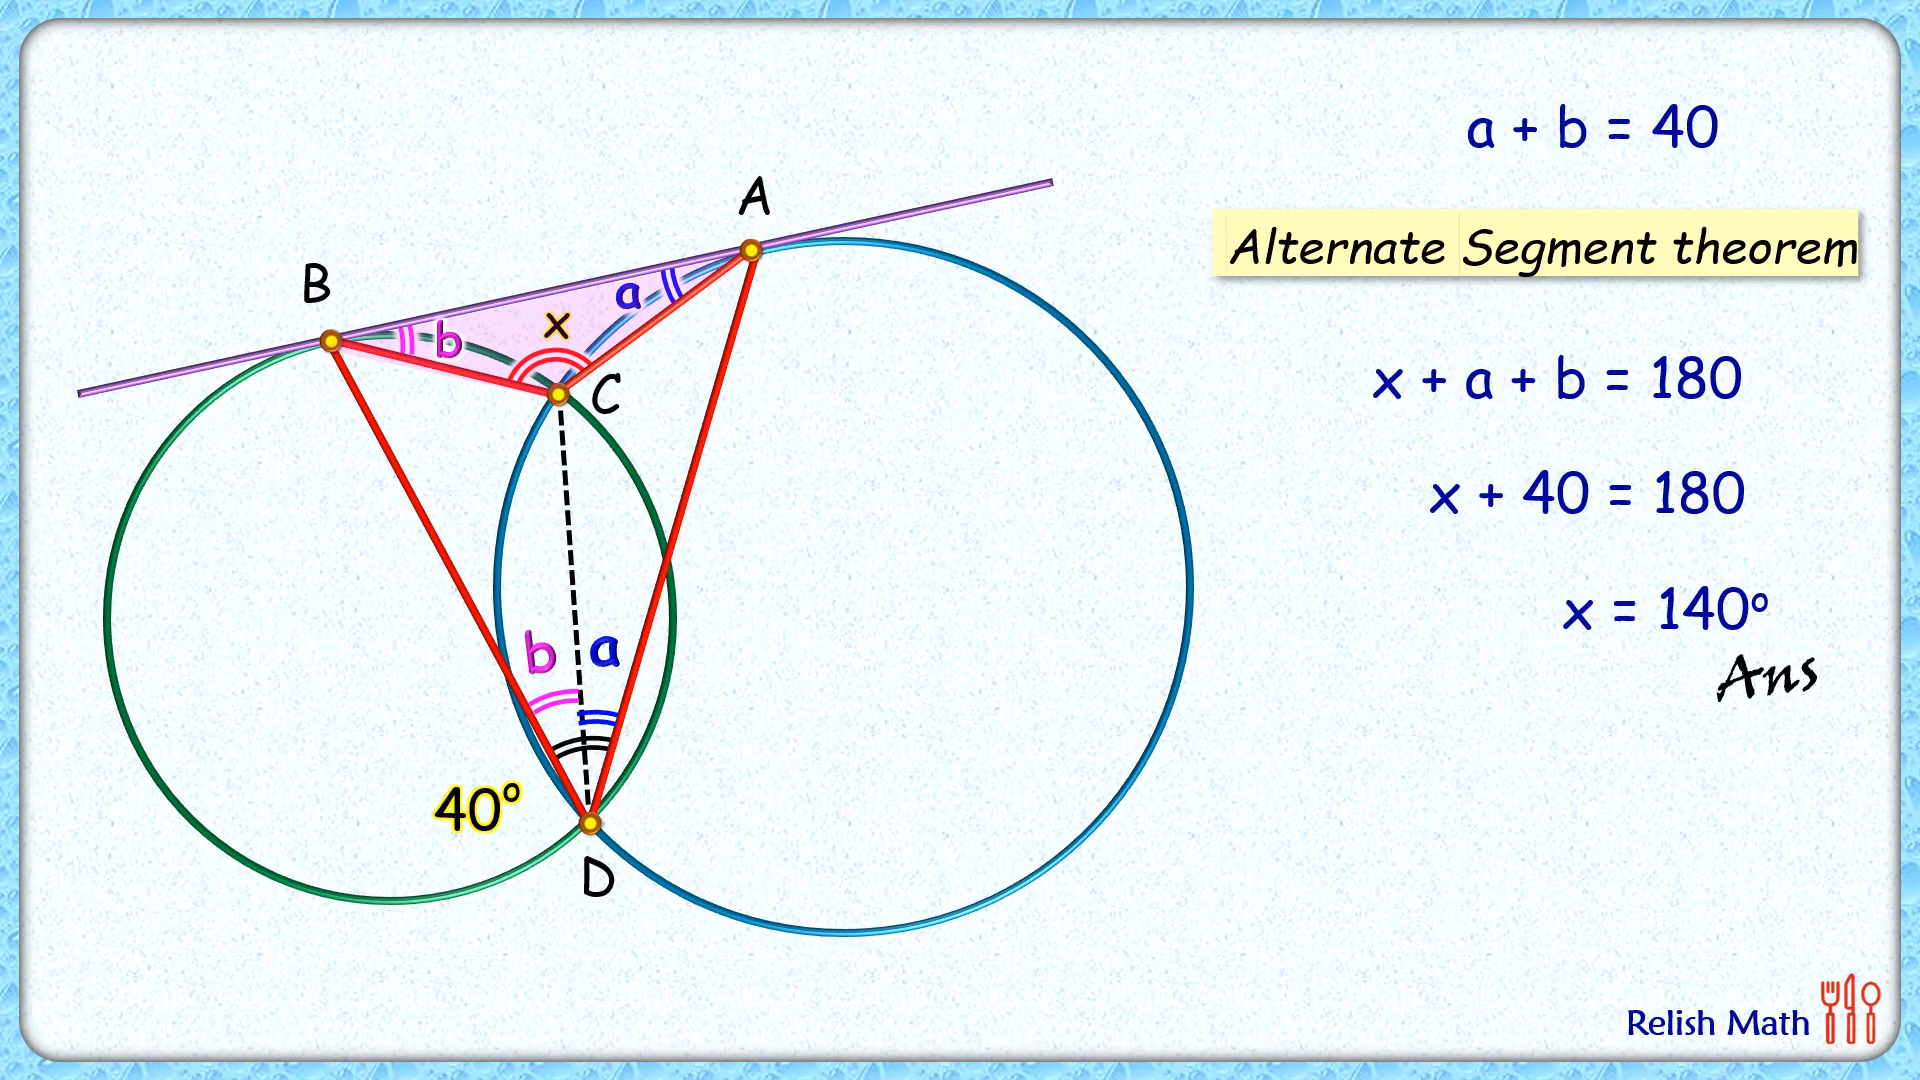 a + b = 40
Alternate Segment theorem
x + a + b = 180
x + 40 = 180
x = 140°
Ans
A
B
b
x
a
C
b
a
40°
D
Relish Math